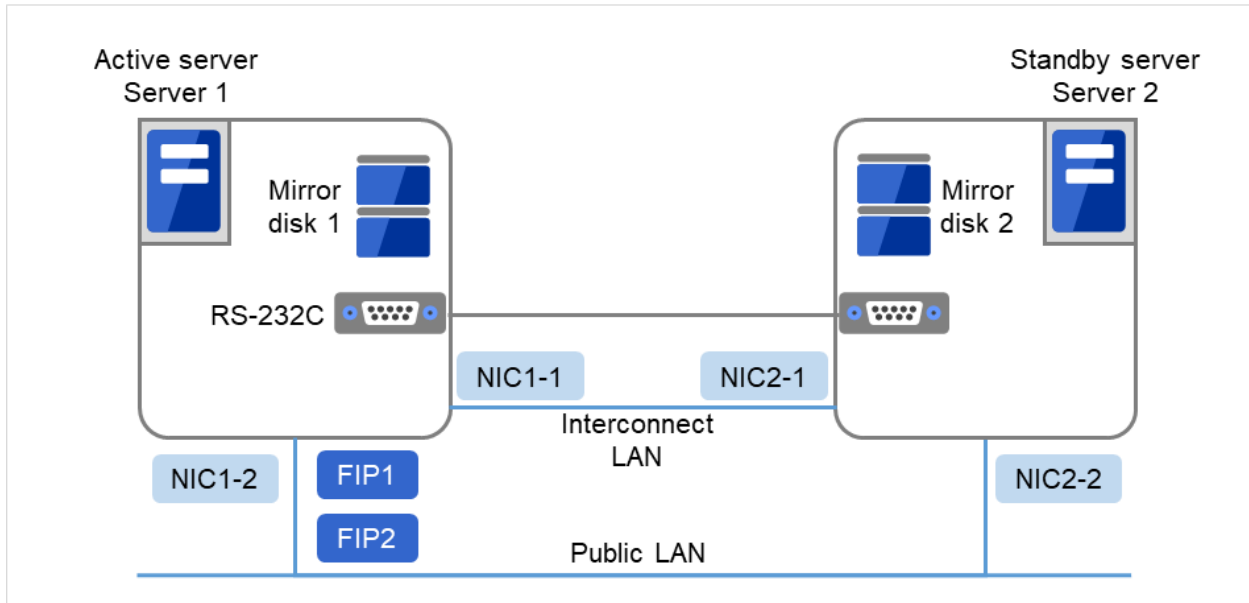 Active server
Server 1
Standby server
Server 2
Mirror
disk 1
Mirror
disk 2
RS-232C
NIC1-1
NIC2-1
Interconnect
LAN
NIC1-2
FIP1
NIC2-2
FIP2
Public LAN